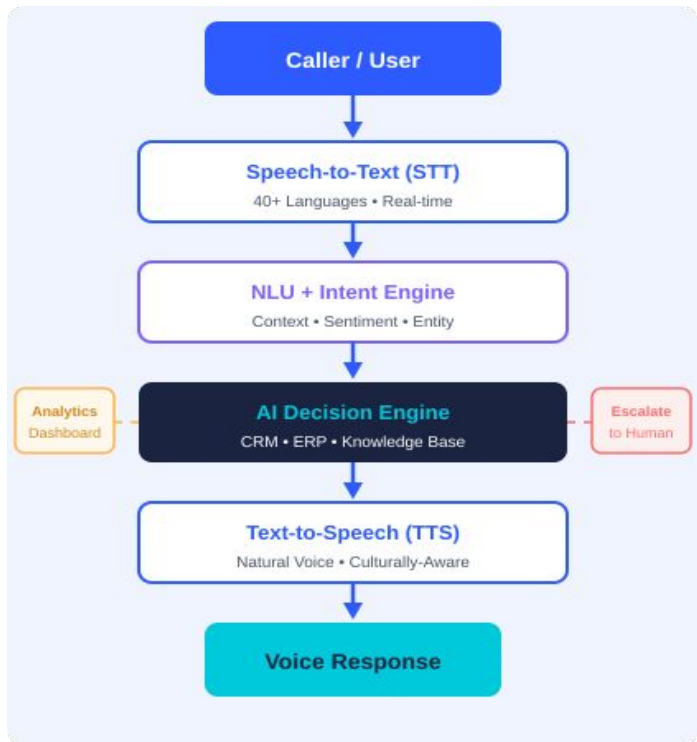 Caller / User
Speech-to-Text (STT)
40+ Languages • Real-time
NLU + Intent Engine
Context • Sentiment • Entity
Analytics
Dashboard
AI Decision Engine
CRM • ERP • Knowledge Base
Escalate
to Human
Text-to-Speech (TTS)
Natural Voice • Culturally-Aware
Voice Response